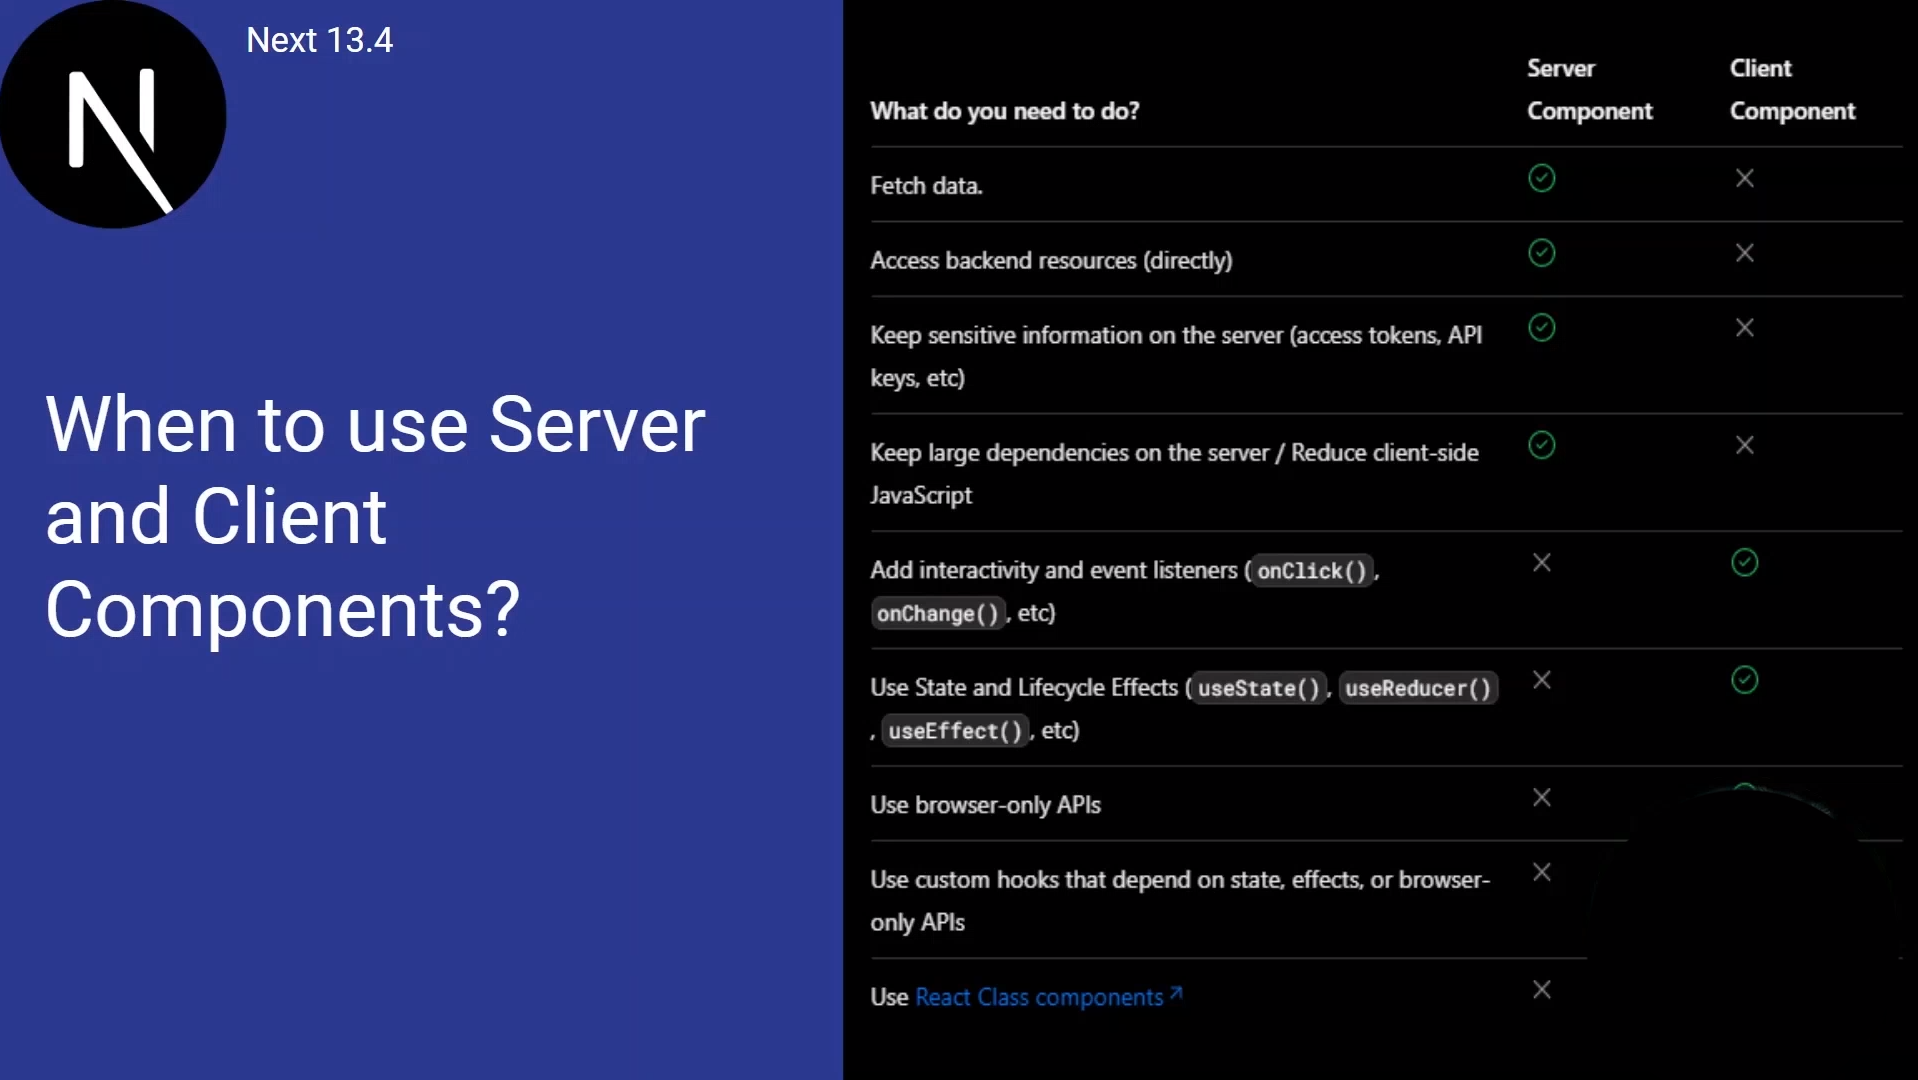 Next 13.4
When to use Server
and Client
Components?
What do you need to do?
Server
Component
Client
Component
Fetch data.
Access backend resources (directly)
Keep sensitive information on the server (access tokens, API
keys, etc)
Keep large dependencies on the server / Reduce client-side
JavaScript
Add interactivity and event listeners (onClick(),
onChange(), etc)
Use State and Lifecycle Effects (useState(), useReducer()
, useEffect(), etc)
Use browser-only APIs
Use custom hooks that depend on state, effects, or browser-
only APIs
Use React Class components